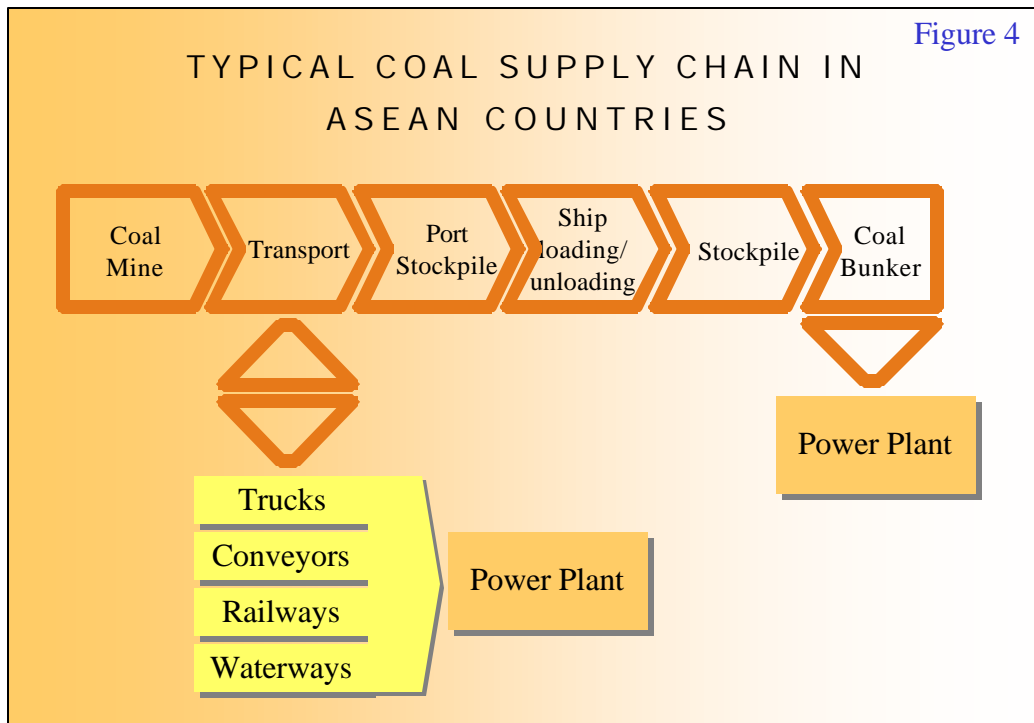 Figure 4
TYPICAL COAL SUPPLY CHAIN IN
ASEAN COUNTRIES
Coal
Mine
Transport
Port
Stockpile
Ship
loading/
unloading
Stockpile
Coal
Bunker
Power Plant
Trucks
Conveyors
Railways
Waterways
Power Plant